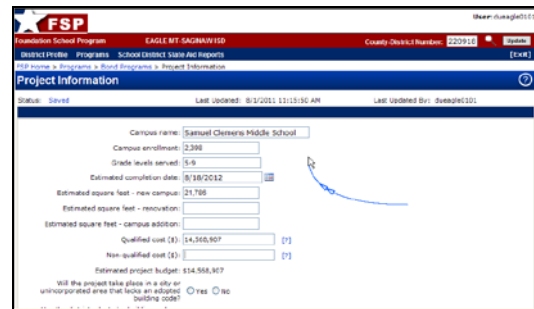 FSP
User: dueagle0101
Foundation School Program EAGLE MT-SAGINAW ISD County-District Number: 220918 Update
District Profile Programs School District State Aid Reports [Exit]
FSP Home > Programs > Bond Programs > Project Information
Project Information ?
Status: Saved Last Updated: 8/1/2011 11:15:50 AM Last Updated By: dueagle0101
Campus name: Samuel Clemens Middle School
Campus enrollment: 2,398
Grade levels served: 5-9
Estimated completion date: 8/18/2012
Estimated square feet - new campus: 21,786
Estimated square feet - renovation:
Estimated square feet - campus addition:
Qualified cost ($): 14,568,907 [?]
Non-qualified cost ($): [?]
Estimated project budget: $14,568,907
Will the project take place in a city or
unincorporated area that lacks an adopted Yes No
building code?